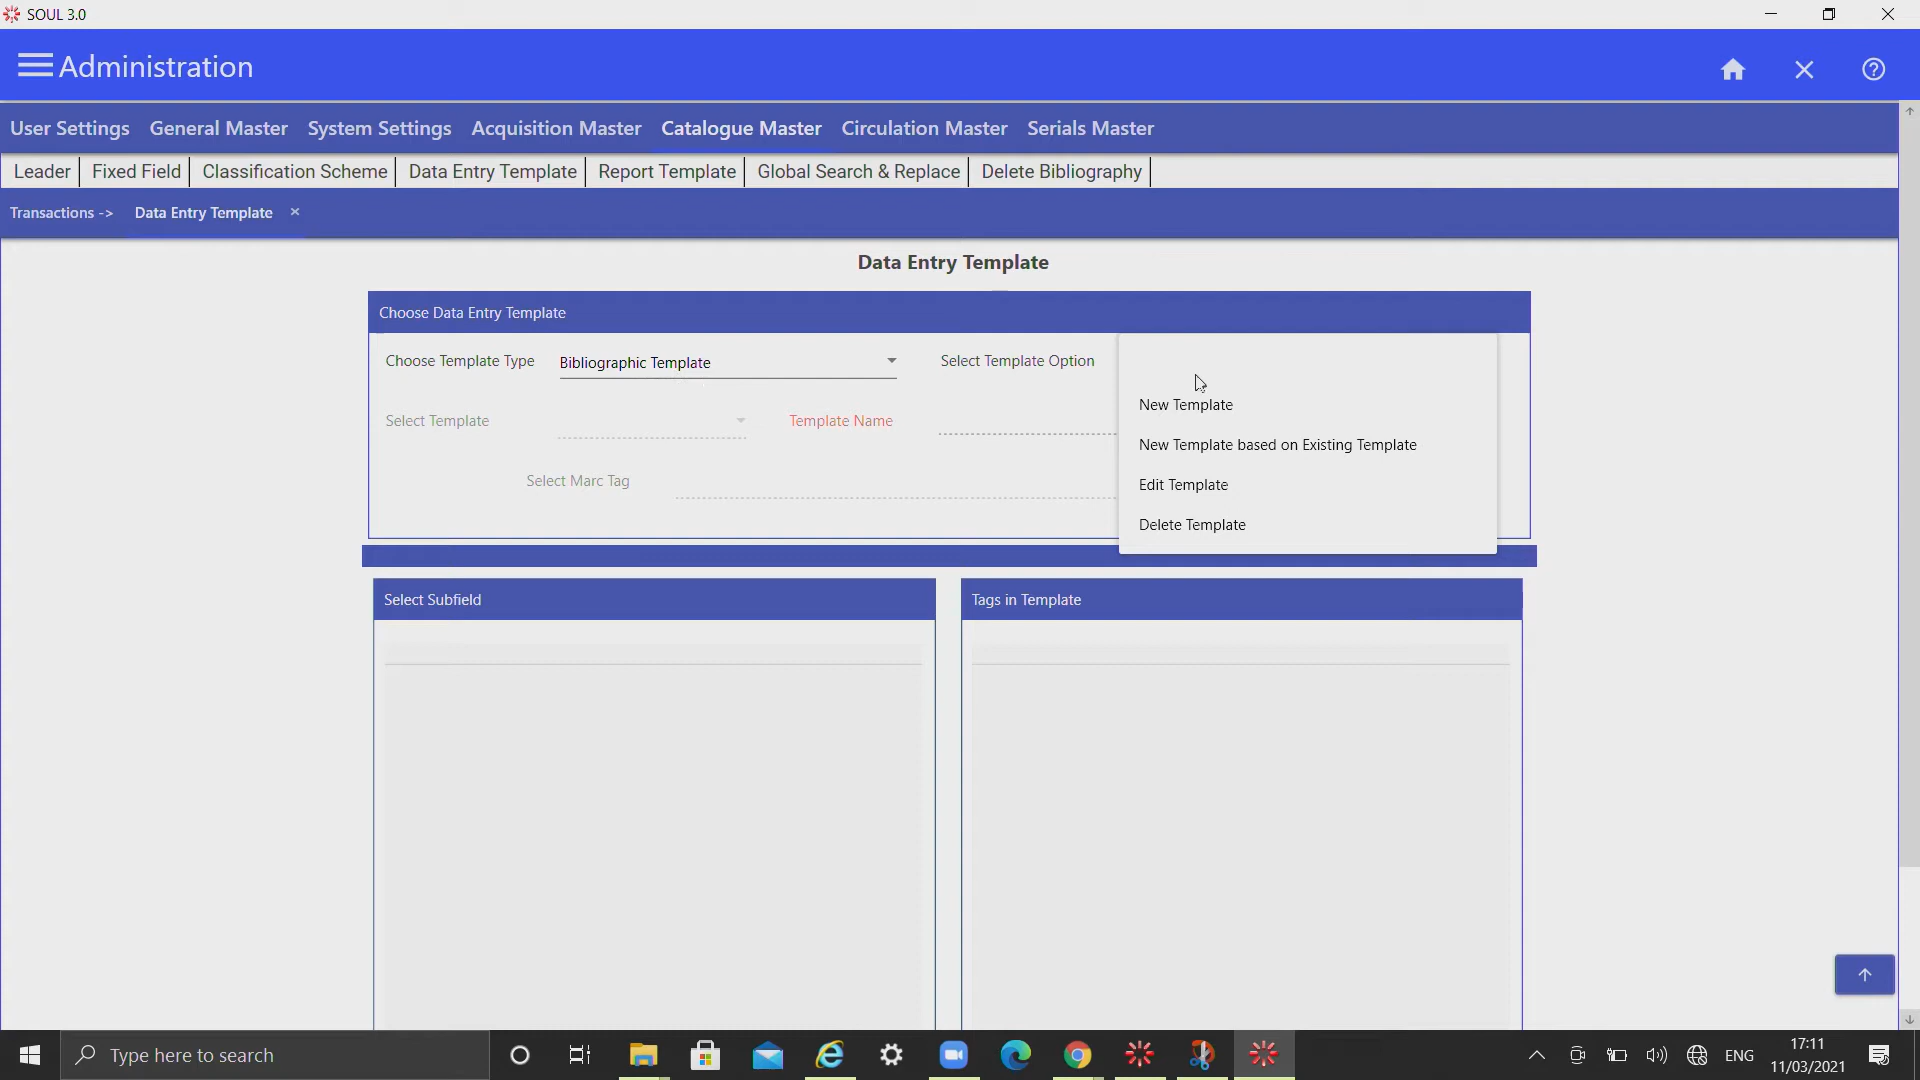 SOUL 3.0
Administration
User Settings General Master System Settings Acquisition Master Catalogue Master Circulation Master Serials Master
Leader Fixed Field Classification Scheme Data Entry Template Report Template Global Search & Replace Delete Bibliography
Transactions -> Data Entry Template ×
Data Entry Template
Choose Data Entry Template
Choose Template Type Bibliographic Template Select Template Option
New Template
Select Template Template Name
New Template based on Existing Template
Select Marc Tag
Edit Template
Delete Template
Select Subfield Tags in Template
Type here to search ENG 17:11
11/03/2021